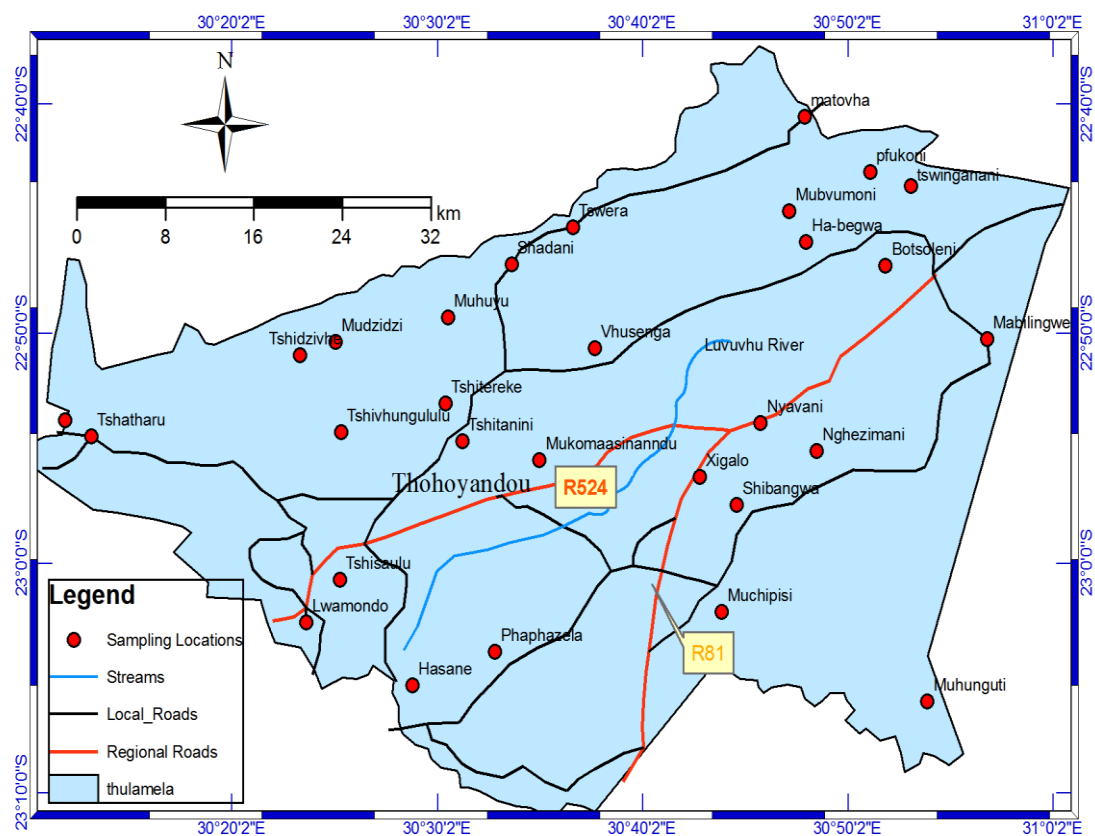 30°20'2"E 30°30'2"E 30°40'2"E 30°50'2"E 31°0'2"E
N
22°40'0"S 22°40'0"S
matovha
pfukoni
tswinganani
Mubvumoni
km
0 8 16 24 32
Tswera
Ha-begwa
Shadani
Botsoleni
Muhuyu
Mudzidzi
Mabilingwe
Tshidzivhe
Vhusenga
Luvuvhu River
22°50'0"S 22°50'0"S
Tshitereke
Tshatharu
Tshivhungululu
Tshitanini
Nyavani
Mukomaasinanndu
Nghezimani
Xigalo
Thohoyandou
R524
Shibangwa
23°0'0"S 23°0'0"S
Tshisaulu
Legend
Lwamondo
Muchipisi
Sampling Locations
Phaphazela
R81
Hasane
Streams
Muhunguti
Local_Roads
Regional Roads
thulamela
23°10'0"S 23°10'0"S
30°20'2"E 30°30'2"E 30°40'2"E 30°50'2"E 31°0'2"E